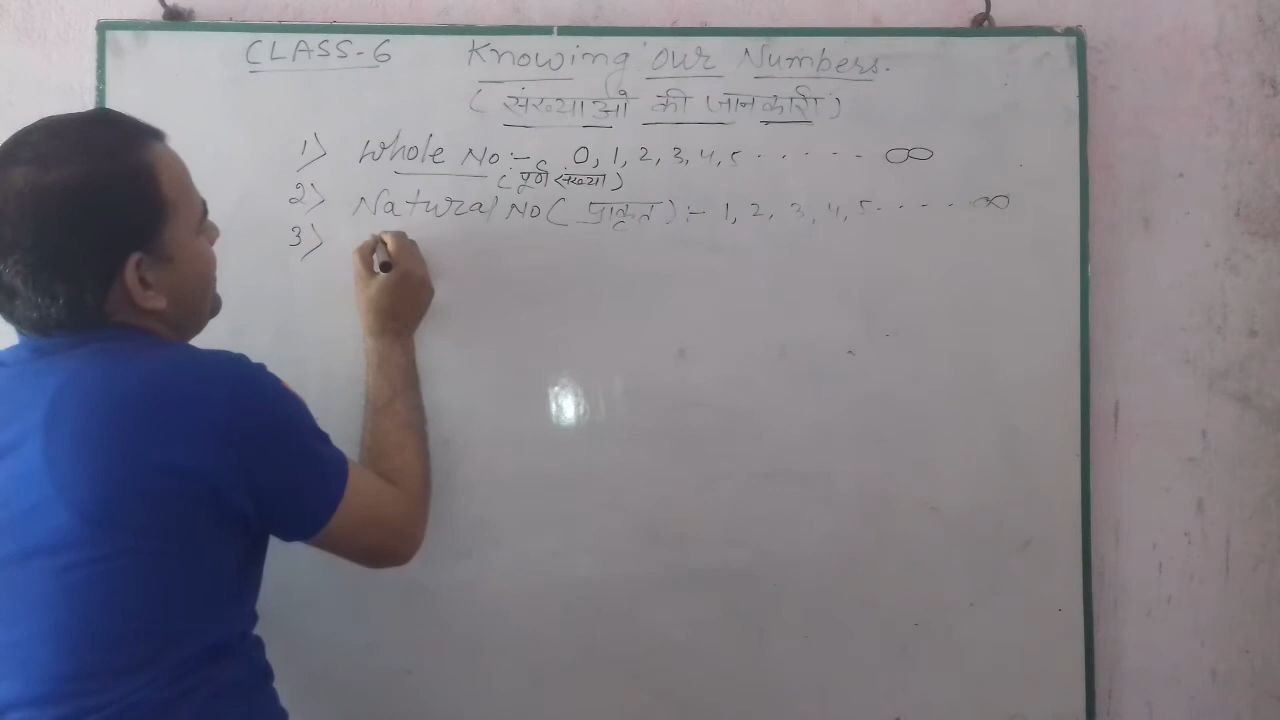 CLASS-6 Knowing our Numbers.
(संख्याओं की जानकारी)
1) Whole No:- 0, 1, 2, 3, 4, 5 . . . . . . ∞
(पूर्ण संख्या)
2) Natural No (प्राकृत) :- 1, 2, 3, 4, 5 . . . . . ∞
3)